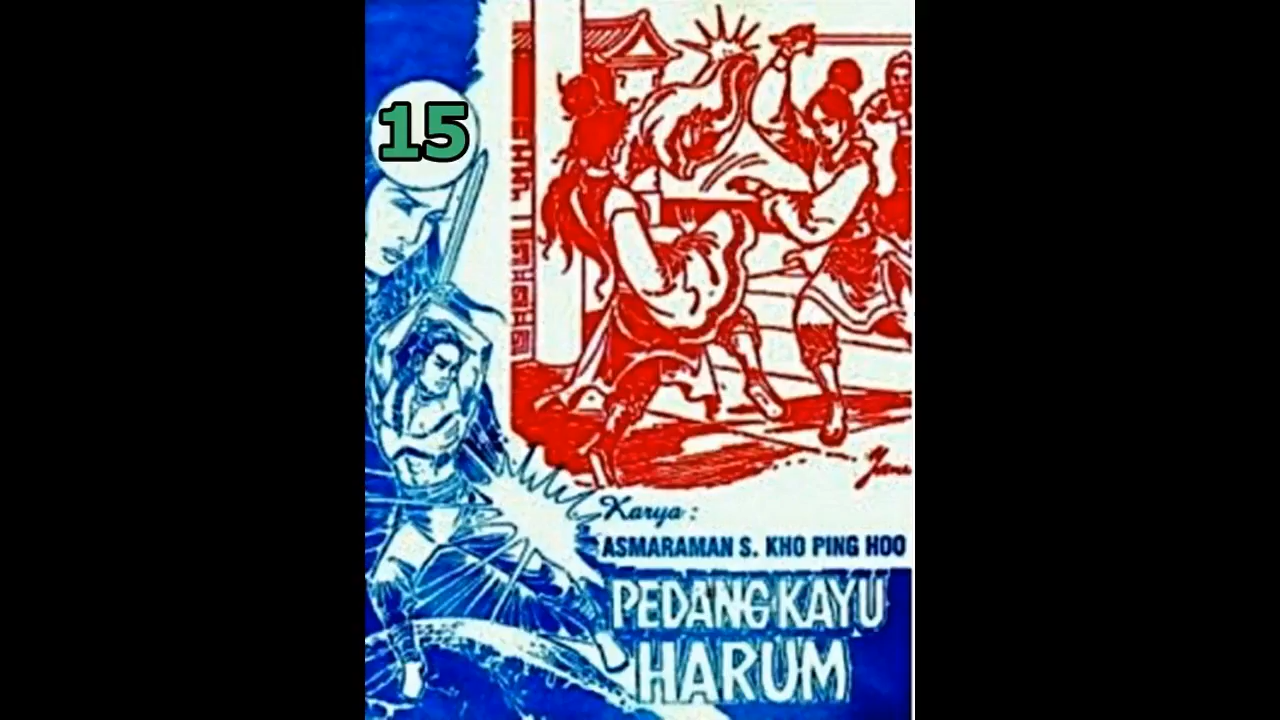 15
Karya :
ASMARAMAN S. KHO PING HOO
PEDANG KAYU
HARUM